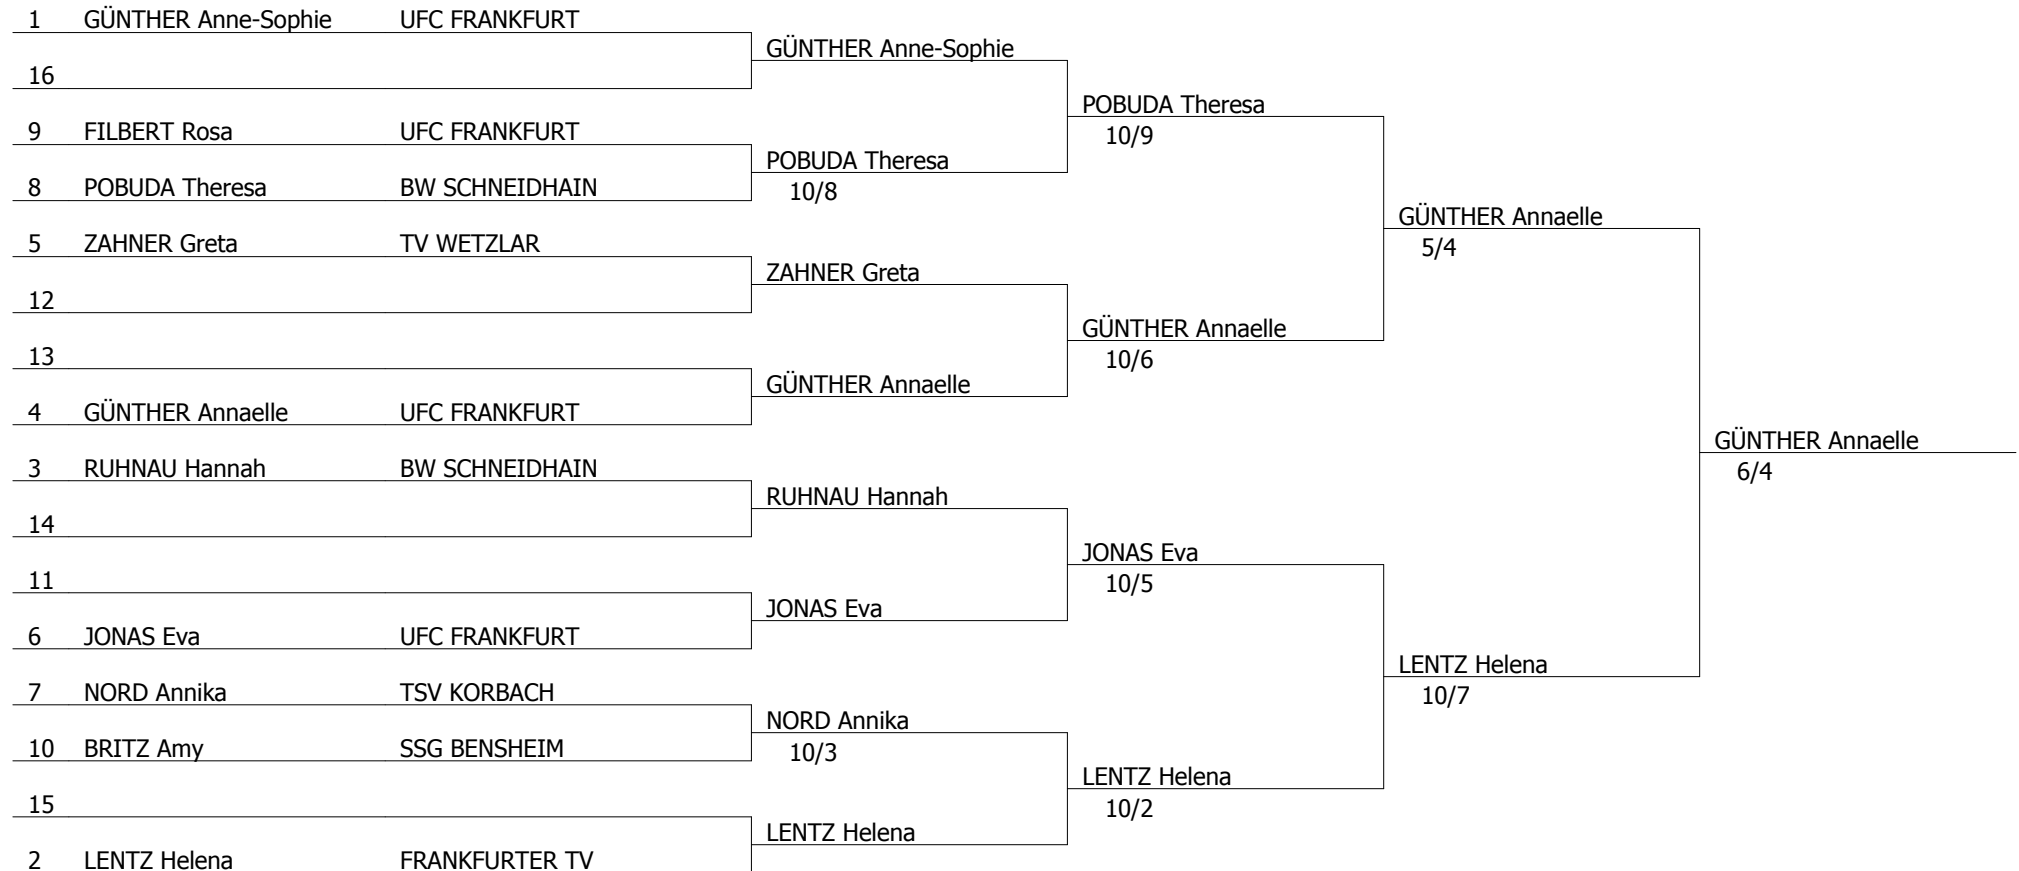 1 GÜNTHER Anne-Sophie UFC FRANKFURT
GÜNTHER Anne-Sophie
16
POBUDA Theresa
10/9
9 FILBERT Rosa UFC FRANKFURT
POBUDA Theresa
10/8
8 POBUDA Theresa BW SCHNEIDHAIN
GÜNTHER Annaelle
5/4
5 ZAHNER Greta TV WETZLAR
ZAHNER Greta
12
GÜNTHER Annaelle
10/6
13
GÜNTHER Annaelle
4 GÜNTHER Annaelle UFC FRANKFURT
GÜNTHER Annaelle
6/4
3 RUHNAU Hannah BW SCHNEIDHAIN
RUHNAU Hannah
14
JONAS Eva
10/5
11
JONAS Eva
6 JONAS Eva UFC FRANKFURT
LENTZ Helena
10/7
7 NORD Annika TSV KORBACH
NORD Annika
10/3
10 BRITZ Amy SSG BENSHEIM
LENTZ Helena
10/2
15
LENTZ Helena
2 LENTZ Helena FRANKFURTER TV